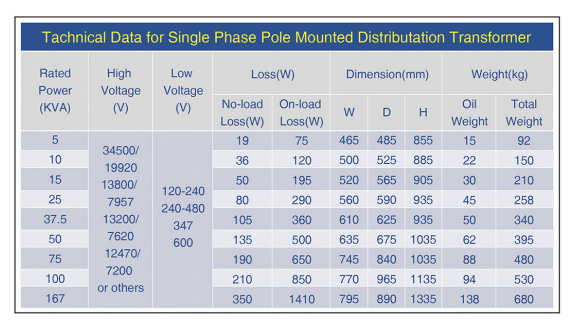 Tachnical Data for Single Phase Pole Mounted Distributation Transformer
Rated Power (KVA) High Voltage (V) Low Voltage (V) Loss(W) Dimension(mm) Weight(kg)
No-load Loss(W) On-load Loss(W) W D H Oil Weight Total Weight
34500/
19920
13800/
7957
13200/
7620
12470/
7200
or others
120-240
240-480
347
600
5 19 75 465 485 855 15 92
10 36 120 500 525 885 22 150
15 50 195 520 565 905 30 210
25 80 290 560 590 935 45 258
37.5 105 360 610 625 935 50 340
50 135 500 635 675 1035 62 395
75 190 650 745 840 1035 88 480
100 210 850 770 965 1135 94 530
167 350 1410 795 890 1335 138 680